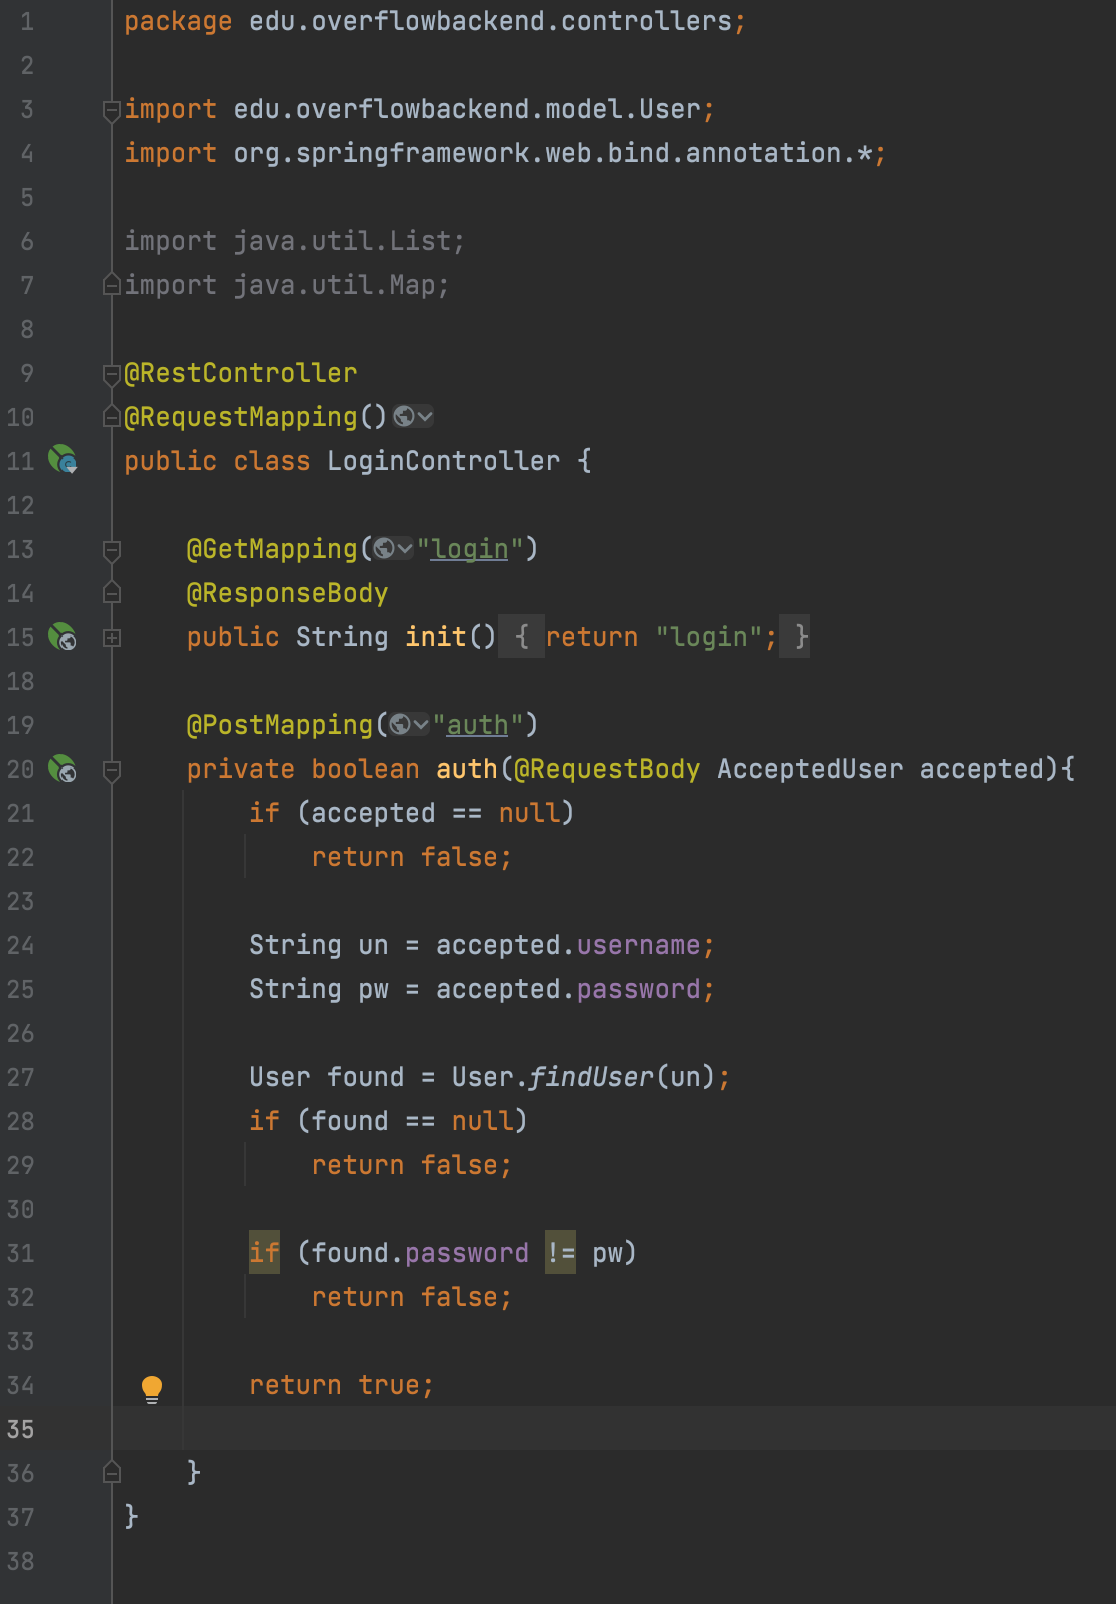 1 package edu.overflowbackend.controllers;
2
3 import edu.overflowbackend.model.User;
4 import org.springframework.web.bind.annotation.*;
5
6 import java.util.List;
7 import java.util.Map;
8
9 @RestController
10 @RequestMapping()
11 public class LoginController {
12
13     @GetMapping("login")
14     @ResponseBody
15     public String init() { return "login"; }
18
19     @PostMapping("auth")
20     private boolean auth(@RequestBody AcceptedUser accepted){
21         if (accepted == null)
22             return false;
23
24         String un = accepted.username;
25         String pw = accepted.password;
26
27         User found = User.findUser(un);
28         if (found == null)
29             return false;
30
31         if (found.password != pw)
32             return false;
33
34         return true;
35
36     }
37 }
38